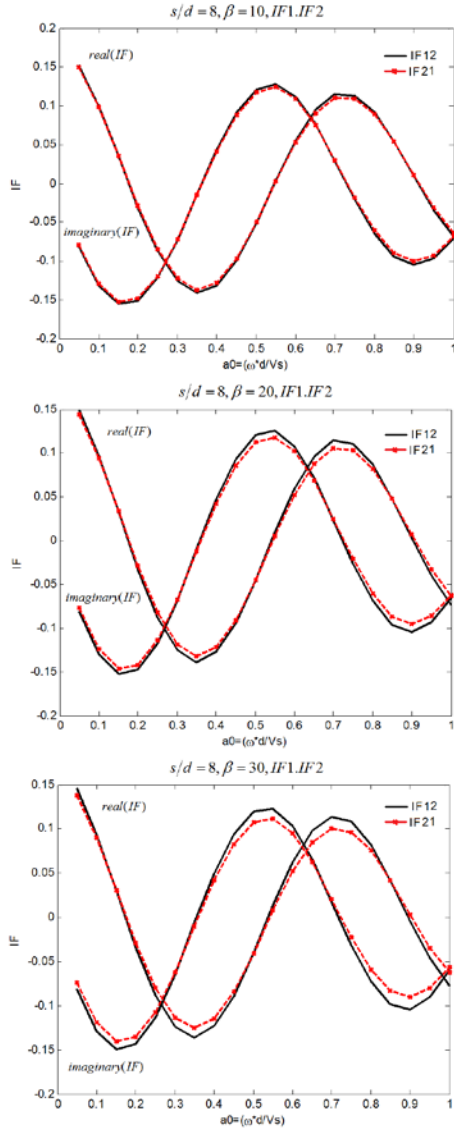 s/d = 8, β = 10, IF1.IF2
0.2
0.15
0.1
0.05
0
-0.05
-0.1
-0.15
-0.2
IF
real(IF)
imaginary(IF)
IF12
IF21
0 0.1 0.2 0.3 0.4 0.5 0.6 0.7 0.8 0.9 1
a0=(ω*d/Vs)
s/d = 8, β = 20, IF1.IF2
0.15
0.1
0.05
0
-0.05
-0.1
-0.15
-0.2
IF
real(IF)
imaginary(IF)
IF12
IF21
0 0.1 0.2 0.3 0.4 0.5 0.6 0.7 0.8 0.9 1
a0=(ω*d/Vs)
s/d = 8, β = 30, IF1.IF2
0.15
0.1
0.05
0
-0.05
-0.1
-0.15
-0.2
IF
real(IF)
imaginary(IF)
IF12
IF21
0 0.1 0.2 0.3 0.4 0.5 0.6 0.7 0.8 0.9 1
a0=(ω*d/Vs)